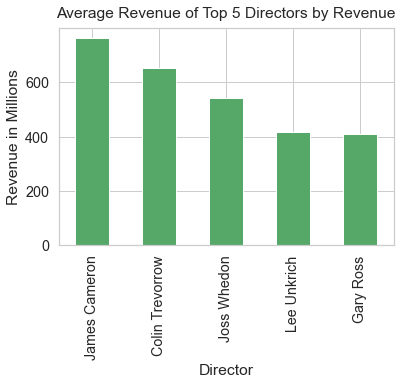 Average Revenue of Top 5 Directors by Revenue
Revenue in Millions
600
400
200
0
James Cameron
Colin Trevorrow
Joss Whedon
Lee Unkrich
Gary Ross
Director